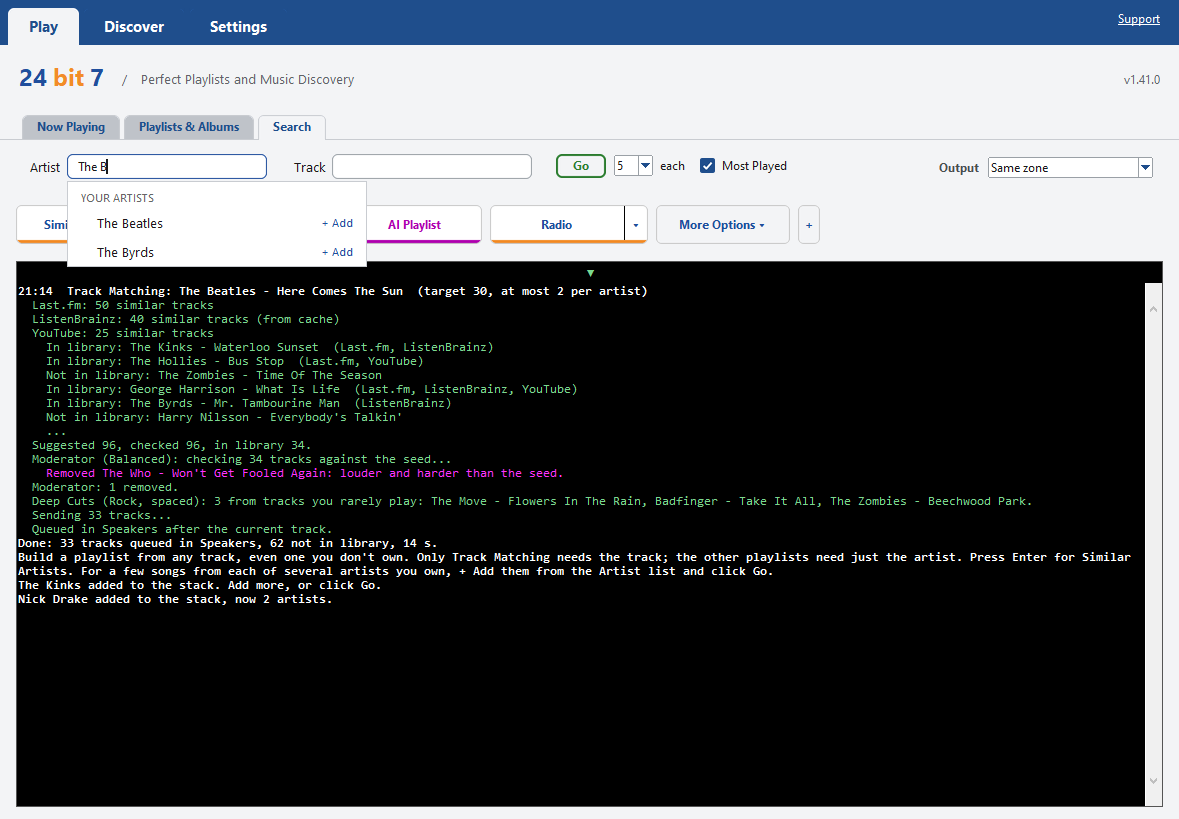 Play Discover Settings Support
24 bit 7 / Perfect Playlists and Music Discovery v1.41.0
Now Playing Playlists & Albums Search
Artist The B Track Go 5 each Most Played Output Same zone
YOUR ARTISTS
The Beatles + Add
The Byrds + Add
Simi AI Playlist Radio More Options +
21:14 Track Matching: The Beatles - Here Comes The Sun (target 30, at most 2 per artist)
Last.fm: 50 similar tracks
ListenBrainz: 40 similar tracks (from cache)
YouTube: 25 similar tracks
In library: The Kinks - Waterloo Sunset (Last.fm, ListenBrainz)
In library: The Hollies - Bus Stop (Last.fm, YouTube)
Not in library: The Zombies - Time Of The Season
In library: George Harrison - What Is Life (Last.fm, ListenBrainz, YouTube)
In library: The Byrds - Mr. Tambourine Man (ListenBrainz)
Not in library: Harry Nilsson - Everybody's Talkin'
...
Suggested 96, checked 96, in library 34.
Moderator (Balanced): checking 34 tracks against the seed...
Removed The Who - Won't Get Fooled Again: louder and harder than the seed.
Moderator: 1 removed.
Deep Cuts (Rock, spaced): 3 from tracks you rarely play: The Move - Flowers In The Rain, Badfinger - Take It All, The Zombies - Beechwood Park.
Sending 33 tracks...
Queued in Speakers after the current track.
Done: 33 tracks queued in Speakers, 62 not in library, 14 s.
Build a playlist from any track, even one you don't own. Only Track Matching needs the track; the other playlists need just the artist. Press Enter for Similar
Artists. For a few songs from each of several artists you own, + Add them from the Artist list and click Go.
The Kinks added to the stack. Add more, or click Go.
Nick Drake added to the stack, now 2 artists.